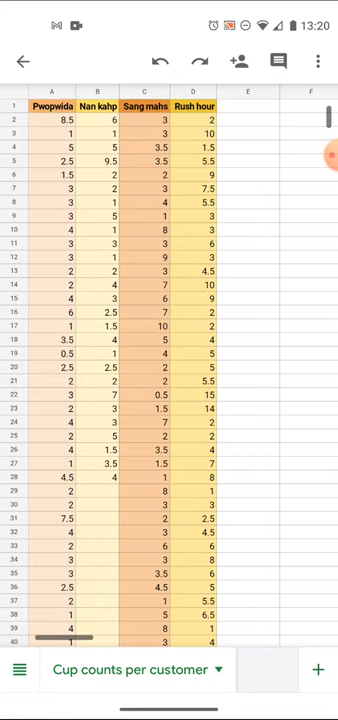 13:20
A B C D E F
1 Pwopwida Nan kahp Sang mahs Rush hour
2 8.5 6 3 2
3 1 1 3 10
4 5 5 3.5 1.5
5 2.5 9.5 3.5 5.5
6 1.5 2 2 9
7 3 2 3 7.5
8 3 1 4 5.5
9 3 5 1 3
10 4 1 8 3
11 3 3 3 6
12 3 1 9 3
13 2 2 3 4.5
14 2 4 7 10
15 4 3 6 9
16 6 2.5 7 2
17 1 1.5 10 2
18 3.5 4 5 4
19 0.5 1 4 5
20 2.5 2.5 2 5
21 2 2 2 5.5
22 3 7 0.5 15
23 2 3 1.5 14
24 4 3 7 2
25 2 5 2 2
26 4 1.5 3.5 4
27 1 3.5 1.5 7
28 4.5 4 1 8
29 2 8 1
30 2 3 3
31 7.5 2 2.5
32 4 3 4.5
33 2 6 6
34 3 3 8
35 3 3.5 6
36 2.5 4.5 5
37 2 1 5.5
38 1 5 6.5
39 4 8 1
40 1 3 4
Cup counts per customer